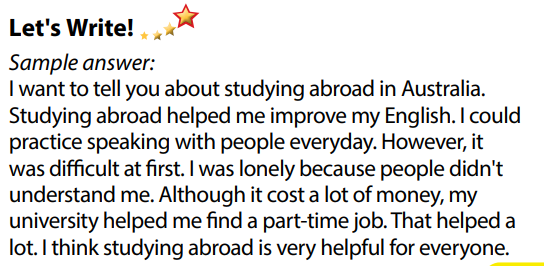 Let's Write!
Sample answer:
I want to tell you about studying abroad in Australia.
Studying abroad helped me improve my English. I could
practice speaking with people everyday. However, it
was difficult at first. I was lonely because people didn't
understand me. Although it cost a lot of money, my
university helped me find a part-time job. That helped a
lot. I think studying abroad is very helpful for everyone.